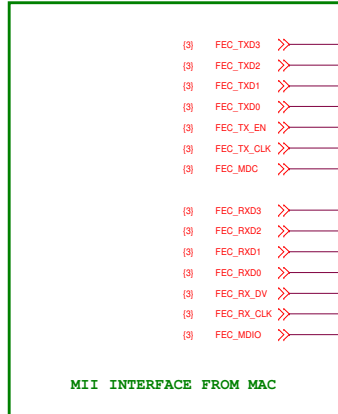 {3} FEC_TXD3
{3} FEC_TXD2
{3} FEC_TXD1
{3} FEC_TXD0
{3} FEC_TX_EN
{3} FEC_TX_CLK
{3} FEC_MDC
{3} FEC_RXD3
{3} FEC_RXD2
{3} FEC_RXD1
{3} FEC_RXD0
{3} FEC_RX_DV
{3} FEC_RX_CLK
{3} FEC_MDIO
MII INTERFACE FROM MAC